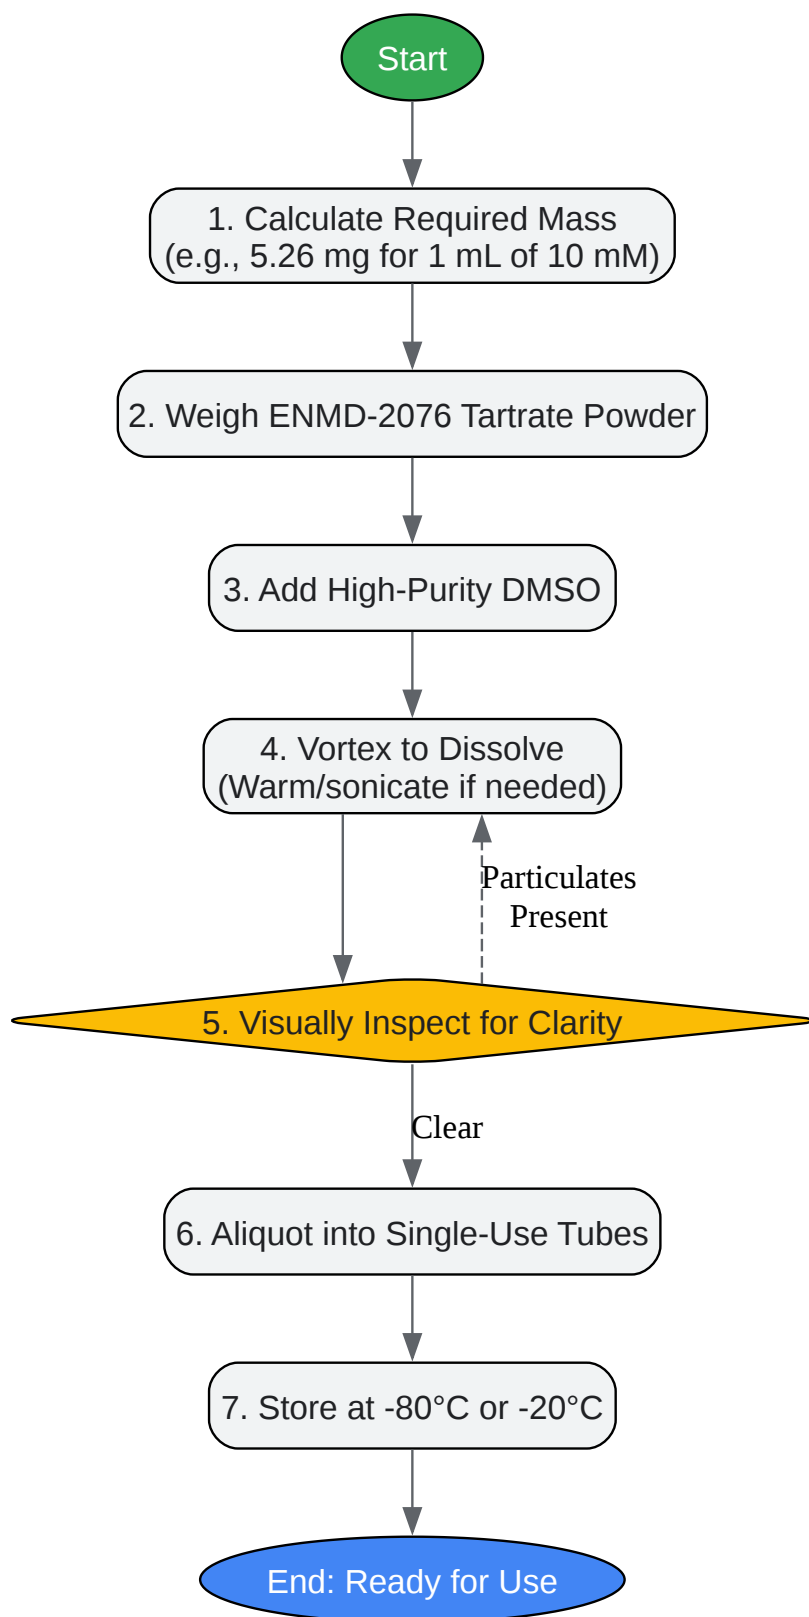 Start
1. Calculate Required Mass
(e.g., 5.26 mg for 1 mL of 10 mM)
2. Weigh ENMD-2076 Tartrate Powder
3. Add High-Purity DMSO
4. Vortex to Dissolve
(Warm/sonicate if needed)
Particulates
Present
5. Visually Inspect for Clarity
Clear
6. Aliquot into Single-Use Tubes
7. Store at -80°C or -20°C
End: Ready for Use